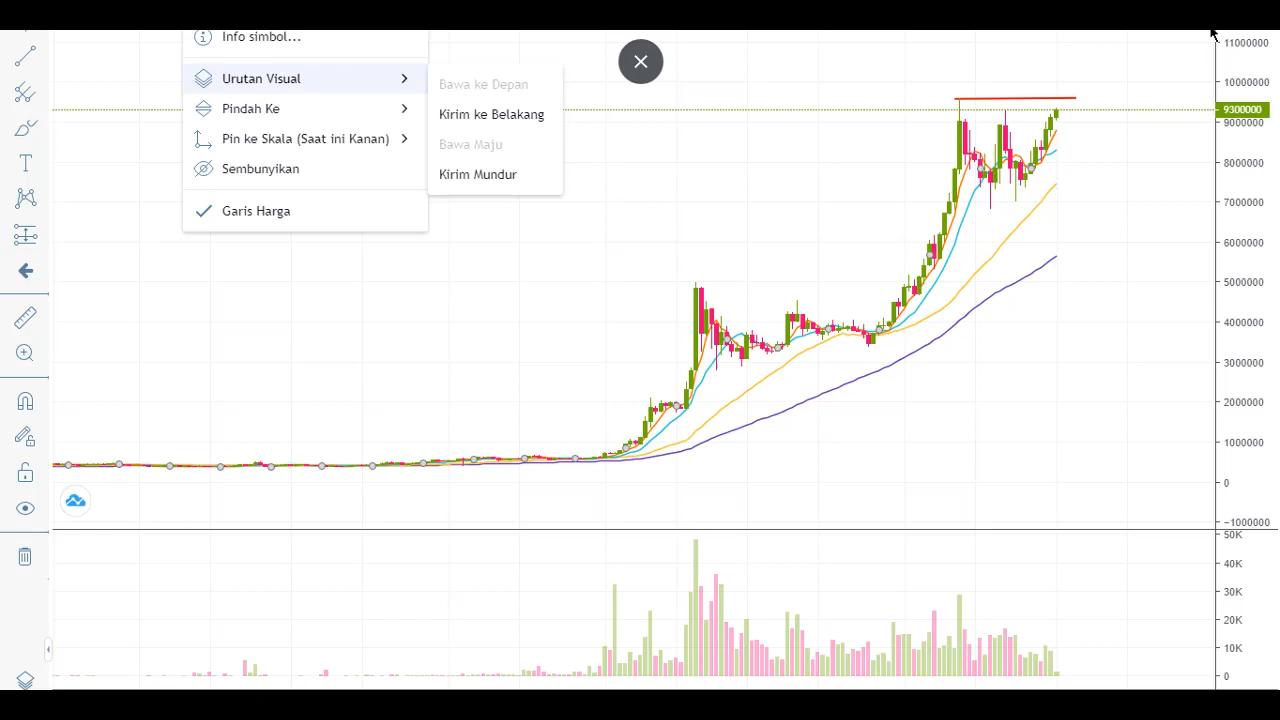 Info simbol...
Urutan Visual
Pindah Ke
Pin ke Skala (Saat ini Kanan)
Sembunyikan
Garis Harga
Bawa ke Depan
Kirim ke Belakang
Bawa Maju
Kirim Mundur
T
11000000
10000000
9300000
9000000
8000000
7000000
6000000
5000000
4000000
3000000
2000000
1000000
0
−1000000
50K
40K
30K
20K
10K
0